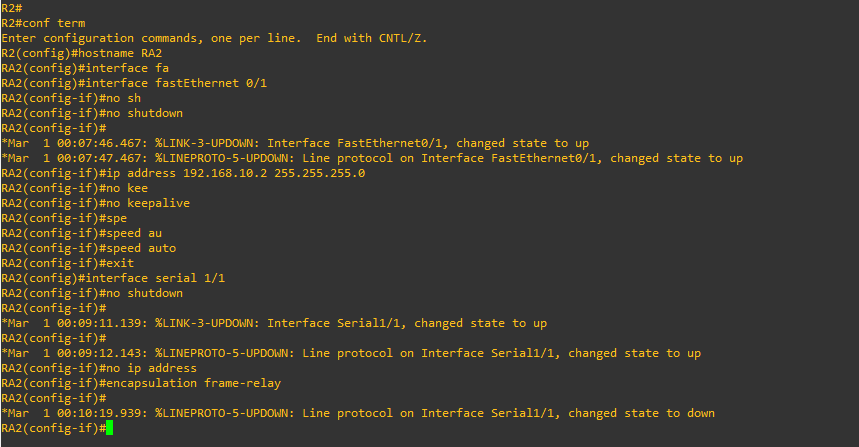 R2#
R2#conf term
Enter configuration commands, one per line.  End with CNTL/Z.
R2(config)#hostname RA2
RA2(config)#interface fa
RA2(config)#interface fastEthernet 0/1
RA2(config-if)#no sh
RA2(config-if)#no shutdown
RA2(config-if)#
*Mar  1 00:07:46.467: %LINK-3-UPDOWN: Interface FastEthernet0/1, changed state to up
*Mar  1 00:07:47.467: %LINEPROTO-5-UPDOWN: Line protocol on Interface FastEthernet0/1, changed state to up
RA2(config-if)#ip address 192.168.10.2 255.255.255.0
RA2(config-if)#no kee
RA2(config-if)#no keepalive
RA2(config-if)#spe
RA2(config-if)#speed au
RA2(config-if)#speed auto
RA2(config-if)#exit
RA2(config)#interface serial 1/1
RA2(config-if)#no shutdown
RA2(config-if)#
*Mar  1 00:09:11.139: %LINK-3-UPDOWN: Interface Serial1/1, changed state to up
RA2(config-if)#
*Mar  1 00:09:12.143: %LINEPROTO-5-UPDOWN: Line protocol on Interface Serial1/1, changed state to up
RA2(config-if)#no ip address
RA2(config-if)#encapsulation frame-relay
RA2(config-if)#
*Mar  1 00:10:19.939: %LINEPROTO-5-UPDOWN: Line protocol on Interface Serial1/1, changed state to down
RA2(config-if)#